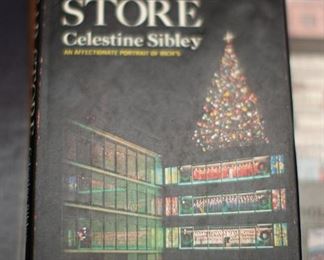 STORE
Celestine Sibley
AN AFFECTIONATE PORTRAIT OF RICH'S